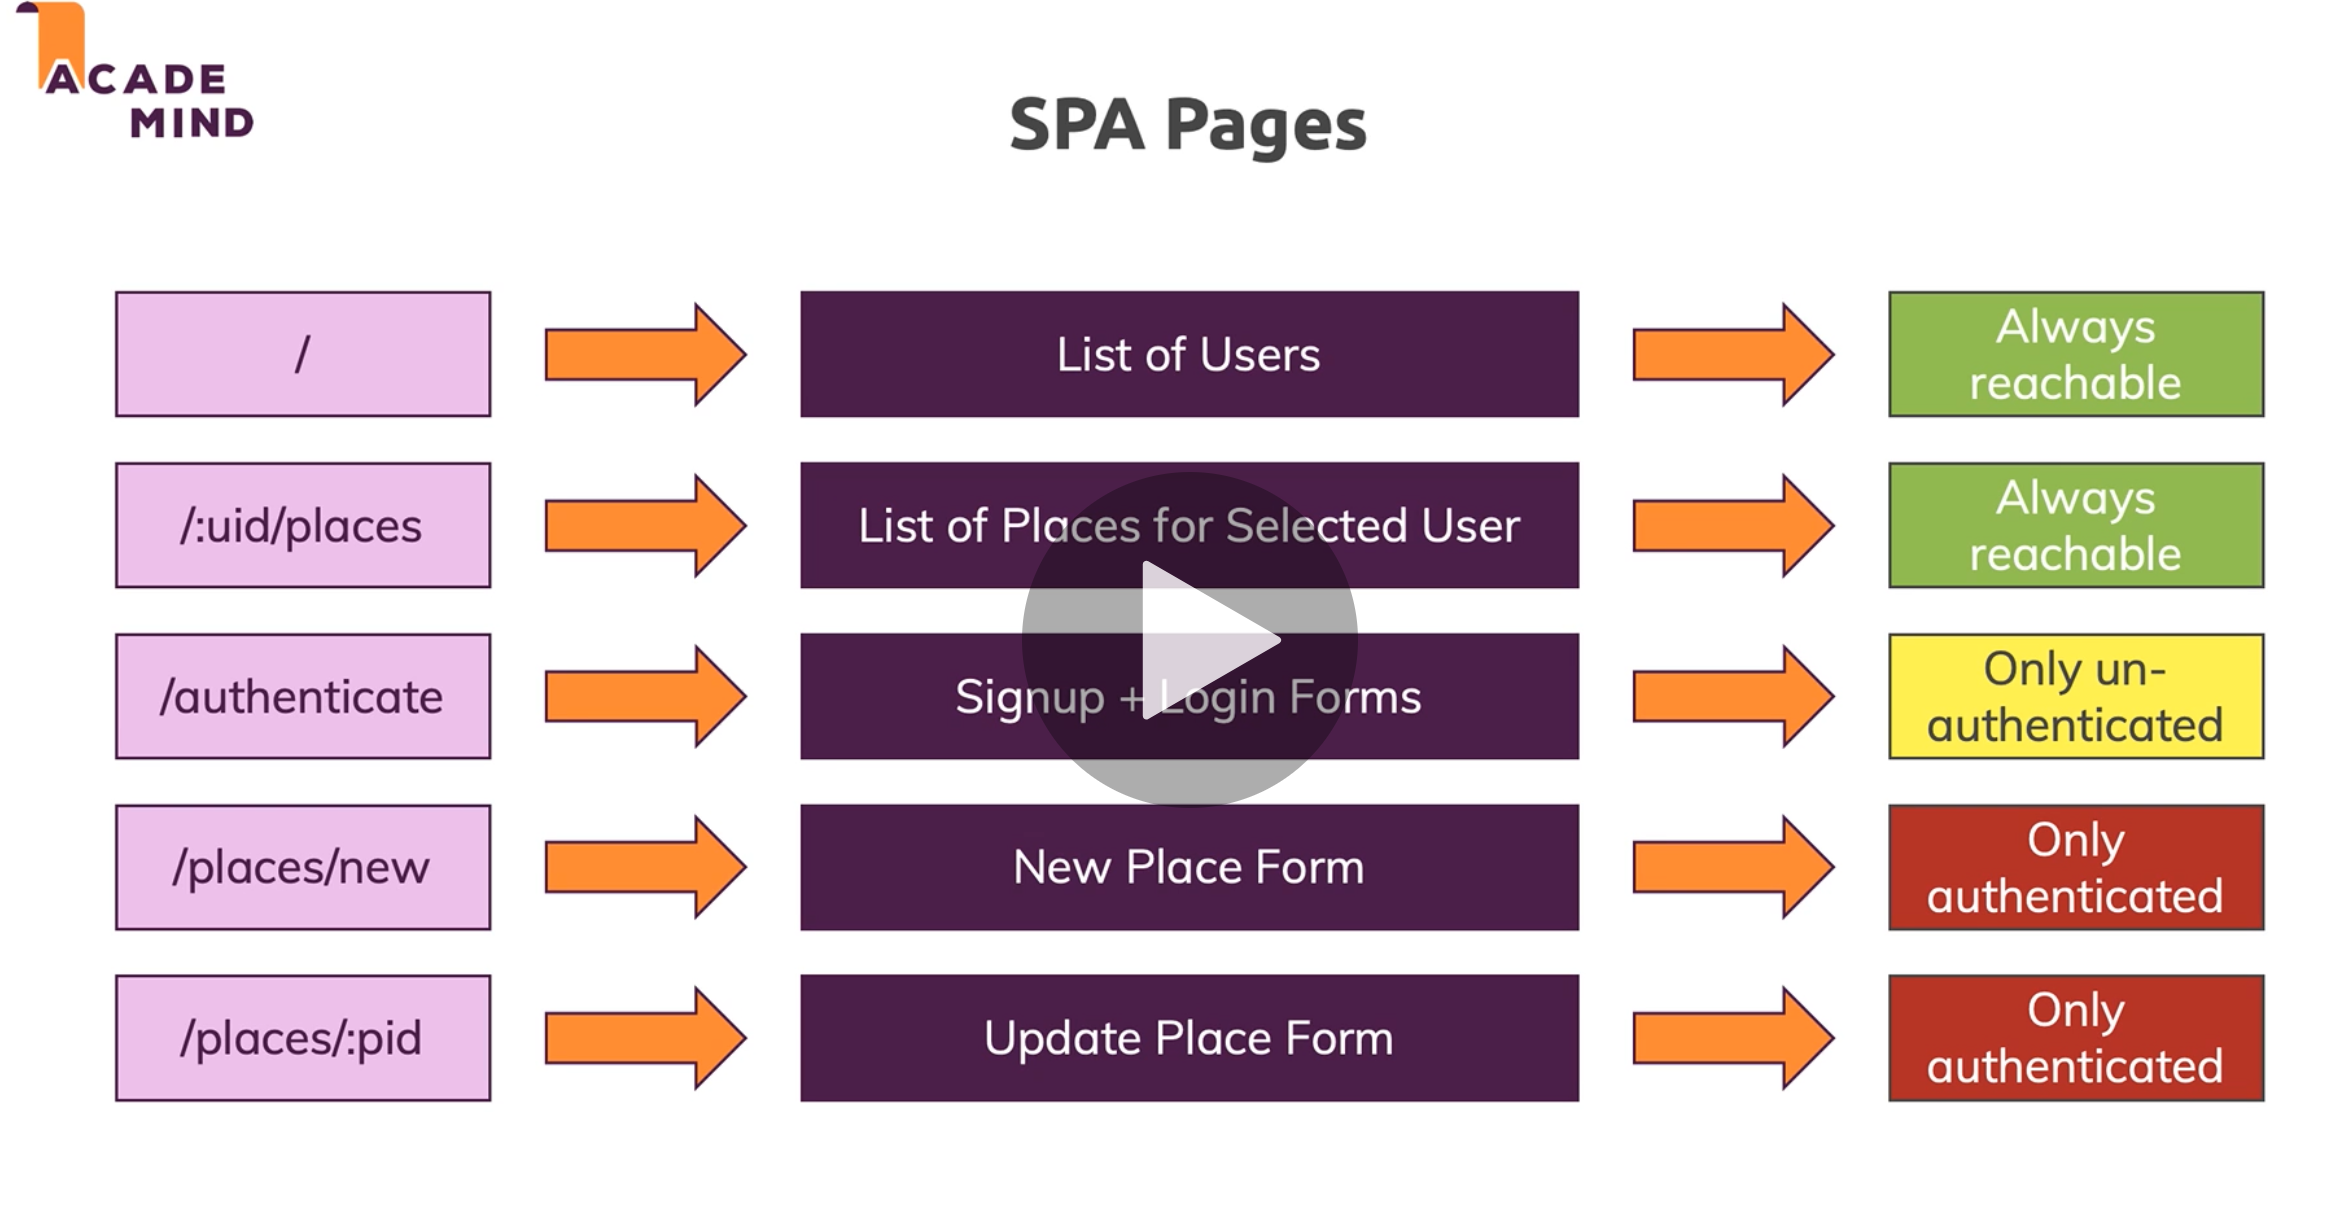 ACADE
MIND
SPA Pages
/
List of Users
Always
reachable
/:uid/places
List of Places for Selected User
Always
reachable
/authenticate
Signup + Login Forms
Only un-
authenticated
/places/new
New Place Form
Only
authenticated
/places/:pid
Update Place Form
Only
authenticated